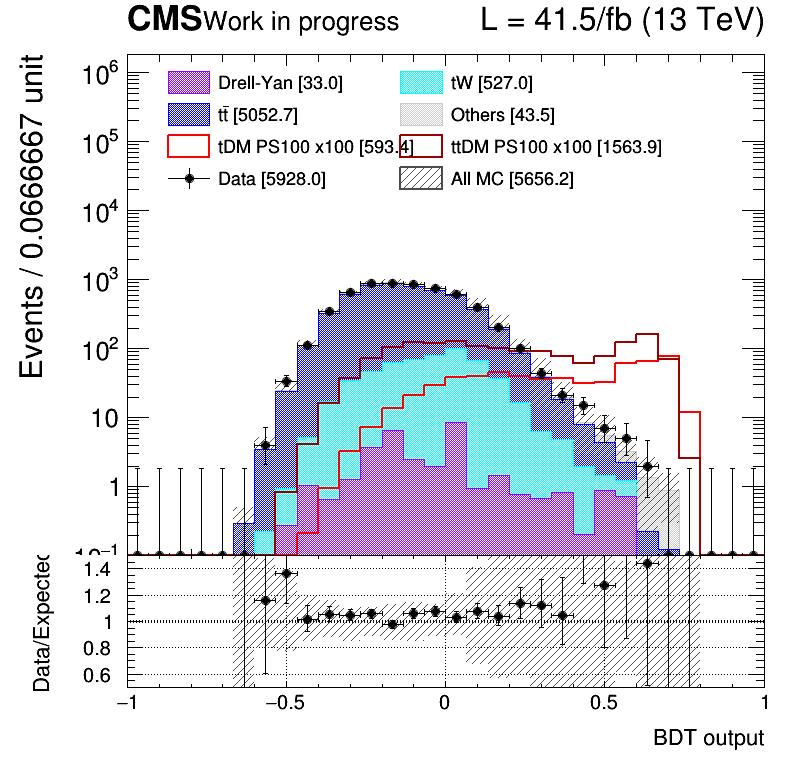 CMS Work in progress L = 41.5/fb (13 TeV)
Events / 0.0666667 unit
10⁶
10⁵
10⁴
10³
10²
10
1
10⁻¹
Drell-Yan [33.0] tW [527.0]
tt̄ [5052.7] Others [43.5]
tDM PS100 x100 [593.4] ttDM PS100 x100 [1563.9]
Data [5928.0] All MC [5656.2]
Data/Expected
1.4
1.2
1
0.8
0.6
−1 −0.5 0 0.5 1
BDT output